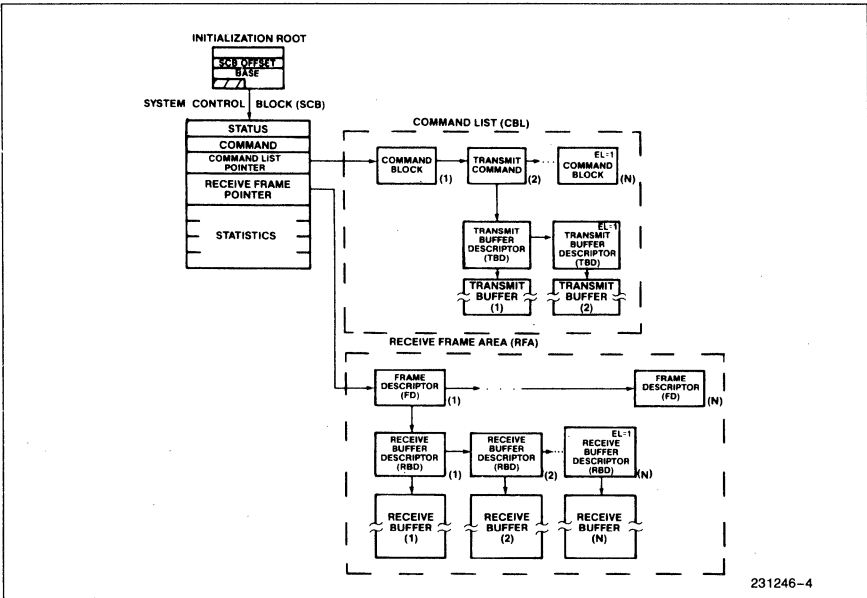 INITIALIZATION ROOT
SCB OFFSET
BASE
SYSTEM CONTROL BLOCK (SCB)
STATUS
COMMAND
COMMAND LIST
POINTER
RECEIVE FRAME
POINTER
STATISTICS
COMMAND LIST (CBL)
COMMAND
BLOCK
(1)
TRANSMIT
COMMAND
(2)
EL=1
COMMAND
BLOCK
(N)
TRANSMIT
BUFFER
DESCRIPTOR
(TBD)
EL=1
TRANSMIT
BUFFER
DESCRIPTOR
(TBD)
TRANSMIT
BUFFER
(1)
TRANSMIT
BUFFER
(2)
RECEIVE FRAME AREA (RFA)
FRAME
DESCRIPTOR
(FD)
(1)
FRAME
DESCRIPTOR
(FD)
(N)
RECEIVE
BUFFER
DESCRIPTOR
(RBD)
(1)
RECEIVE
BUFFER
DESCRIPTOR
(RBD)
(2)
EL=1
RECEIVE
BUFFER
DESCRIPTOR
(RBD)
(N)
RECEIVE
BUFFER
(1)
RECEIVE
BUFFER
(2)
RECEIVE
BUFFER
(N)
231246-4